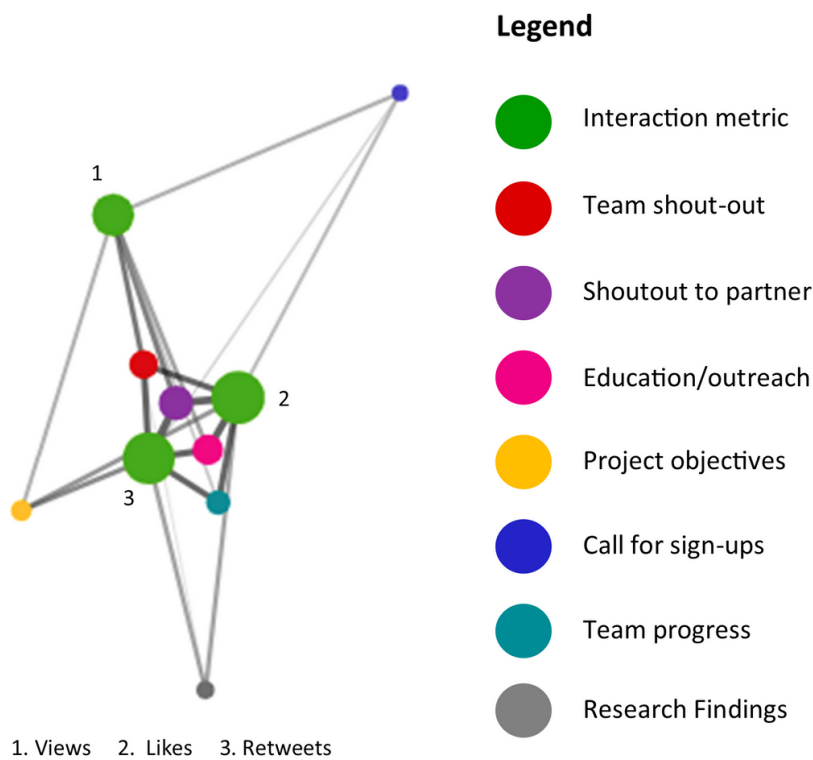 Legend
Interaction metric
1
Team shout-out
Shoutout to partner
Education/outreach
2
Project objectives
3
Call for sign-ups
Team progress
Research Findings
1. Views 2. Likes 3. Retweets